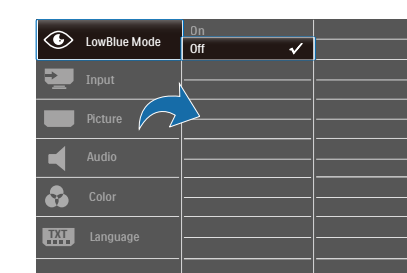 LowBlue Mode
On
Off
Input
Picture
Audio
Color
TXT
Language